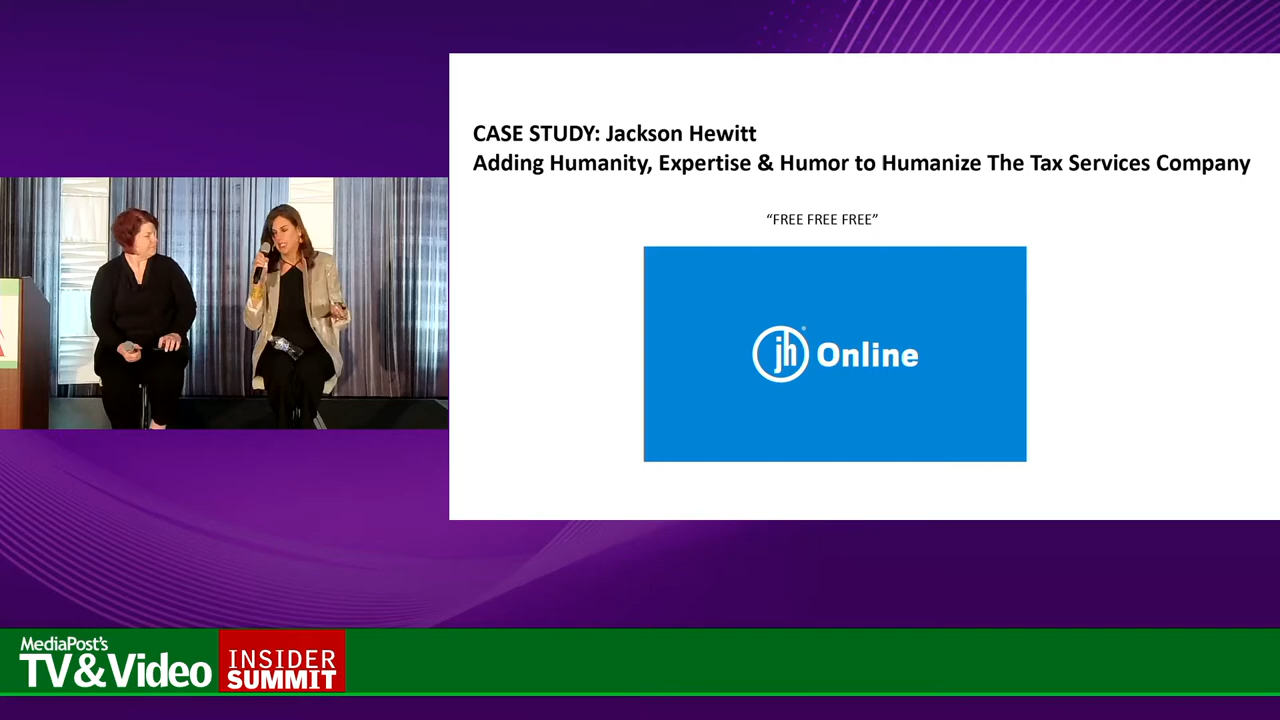 CASE STUDY: Jackson Hewitt
Adding Humanity, Expertise & Humor to Humanize The Tax Services Company
“FREE FREE FREE”
jh® Online
MediaPost's
TV&Video
INSIDER
SUMMIT